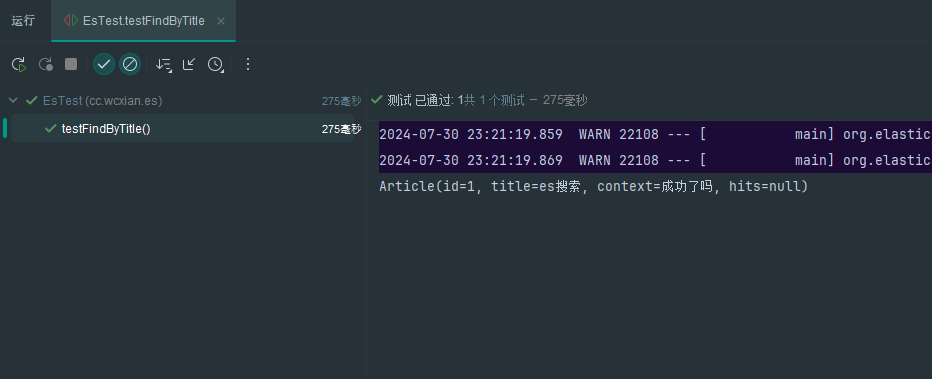 运行 EsTest.testFindByTitle
EsTest (cc.wcxian.es) 275毫秒
测试 已通过: 1共 1 个测试 – 275毫秒
testFindByTitle() 275毫秒
2024-07-30 23:21:19.859  WARN 22108 --- [           main] org.elastic
2024-07-30 23:21:19.869  WARN 22108 --- [           main] org.elastic
Article(id=1, title=es搜索, context=成功了吗, hits=null)